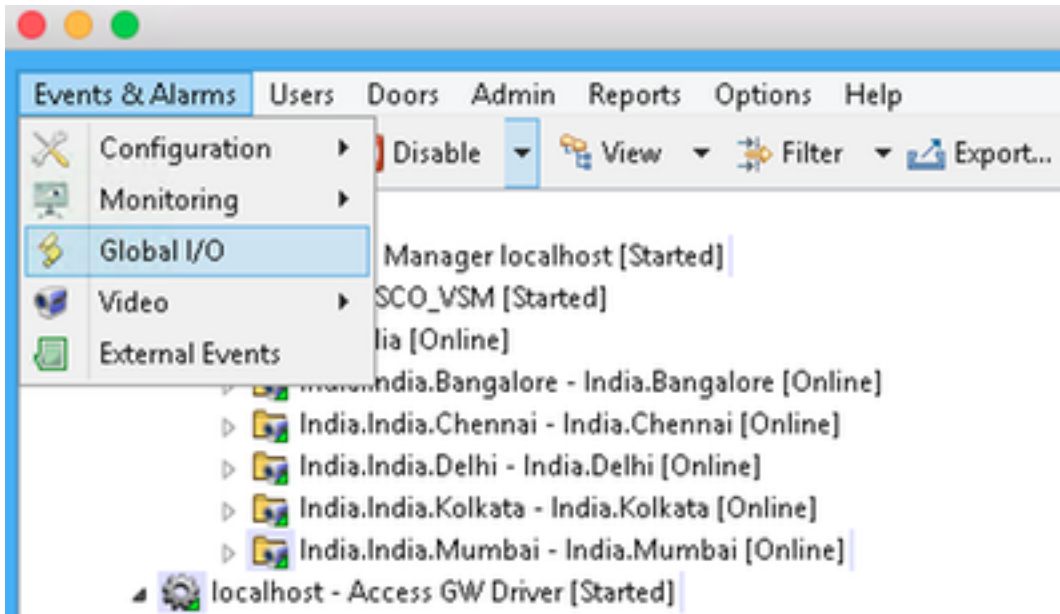 Events & Alarms Users Doors Admin Reports Options Help
Configuration Disable View Filter Export...
Monitoring
Global I/O Manager localhost [Started]
Video SCO_VSM [Started]
External Events lia [Online]
India.India.Bangalore - India.Bangalore [Online]
India.India.Chennai - India.Chennai [Online]
India.India.Delhi - India.Delhi [Online]
India.India.Kolkata - India.Kolkata [Online]
India.India.Mumbai - India.Mumbai [Online]
localhost - Access GW Driver [Started]